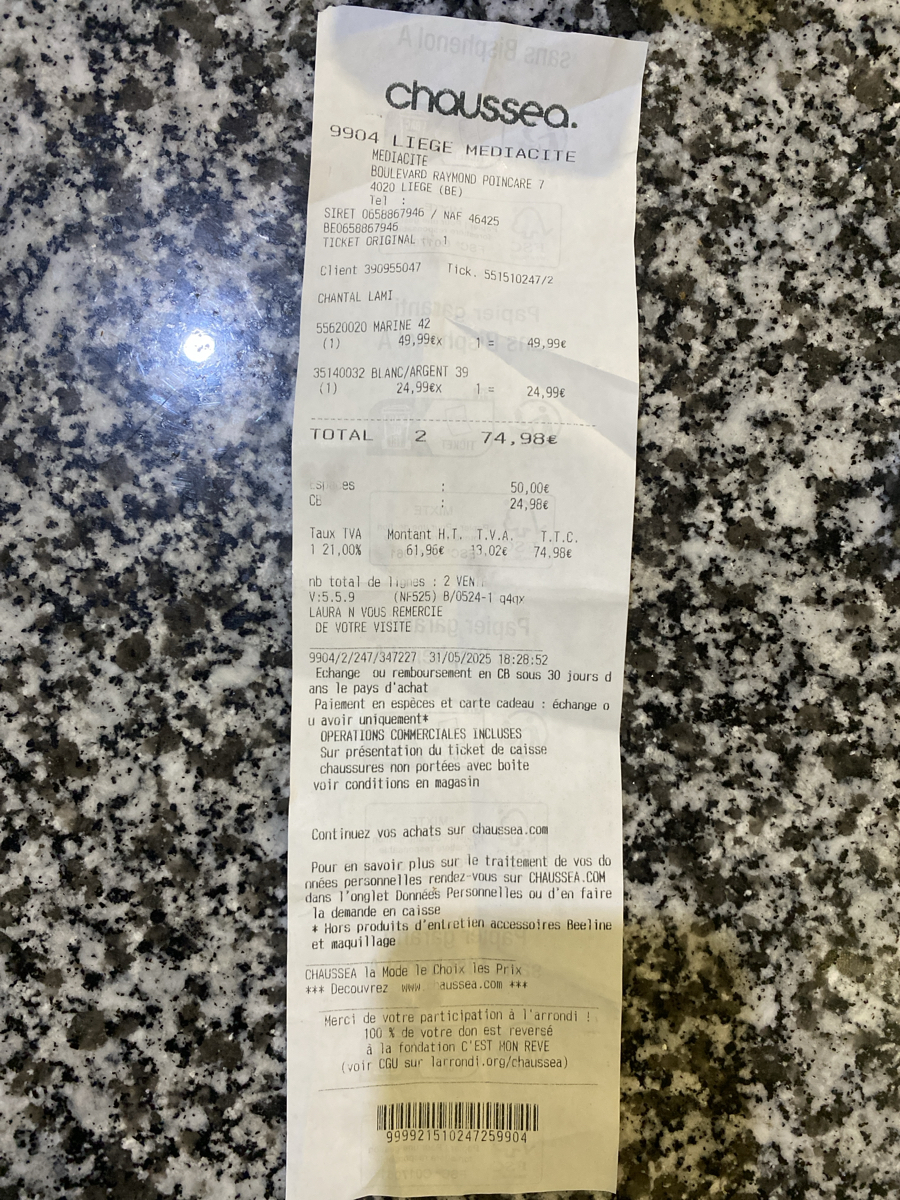 chaussea.
9904 LIEGE MEDIACITE
MEDIACITE
BOULEVARD RAYMOND POINCARE 7
4020 LIEGE (BE)
Tel :
SIRET 0658867946 / NAF 46425
BE0658867946
TICKET ORIGINAL 1
Client 390955047 Tick. 551510247/2
CHANTAL LAMI
55620020 MARINE 42
(1) 49,99€x 1 = 49,99€
35140032 BLANC/ARGENT 39
(1) 24,99€x 1 = 24,99€
TOTAL 2 74,98€
: 50,00€
CB : 24,98€
Taux TVA Montant H.T. T.V.A. T.T.C.
1 21,00% 61,96€ 13.02€ 74.98€
nb total de : 2
V:5.5.9 (NF525) B/0524-1 q4qx
LAURA N VOUS REMERCIE
DE VOTRE VISITE
9904/2/247/347227 31/05/2025 18:28:52
Echange ou remboursement en CB sous 30 jours d
ans le pays d'achat
Paiement en espèces et carte cadeau : échange o
u avoir uniquement*
OPERATIONS COMMERCIALES INCLUSES
Sur présentation du ticket de caisse
chaussures non portées avec boite
voir conditions en magasin
Continuez vos achats sur chaussea.com
Pour en savoir plus sur le traitement de vos do
nnées personnelles rendez-vous sur CHAUSSEA.COM
dans l'onglet Données Personnelles ou d'en faire
la demande en caisse
* Hors produits d'entretien accessoires Beeline
et maquillage
CHAUSSEA la Mode le Choix les Prix
*** Decouvrez www. aussea.com ***
Merci de votre participation à l'arrondi !
100 % de votre don est reversé
à la fondation C'EST MON REVE
(voir CGU sur larrondi.org/chaussea)
999921510247259904